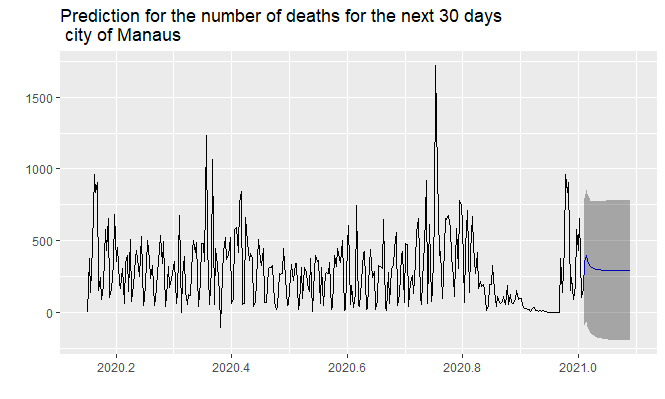 Prediction for the number of deaths for the next 30 days
city of Manaus
1500
1000
500
0
2020.2 2020.4 2020.6 2020.8 2021.0